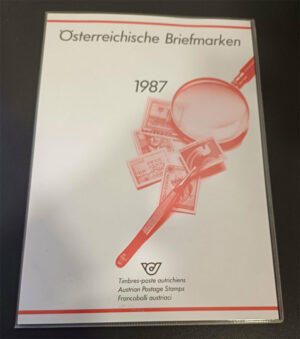 Österreichische Briefmarken
1987
Timbres-poste autrichiens
Austrian Postage Stamps
Francobolli austriaci